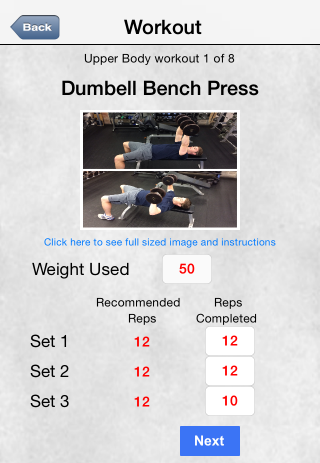 Back
Workout
Upper Body workout 1 of 8
Dumbell Bench Press
Click here to see full sized image and instructions
Weight Used 50
Recommended Reps
Reps Completed
Set 1 12 12
Set 2 12 12
Set 3 12 10
Next